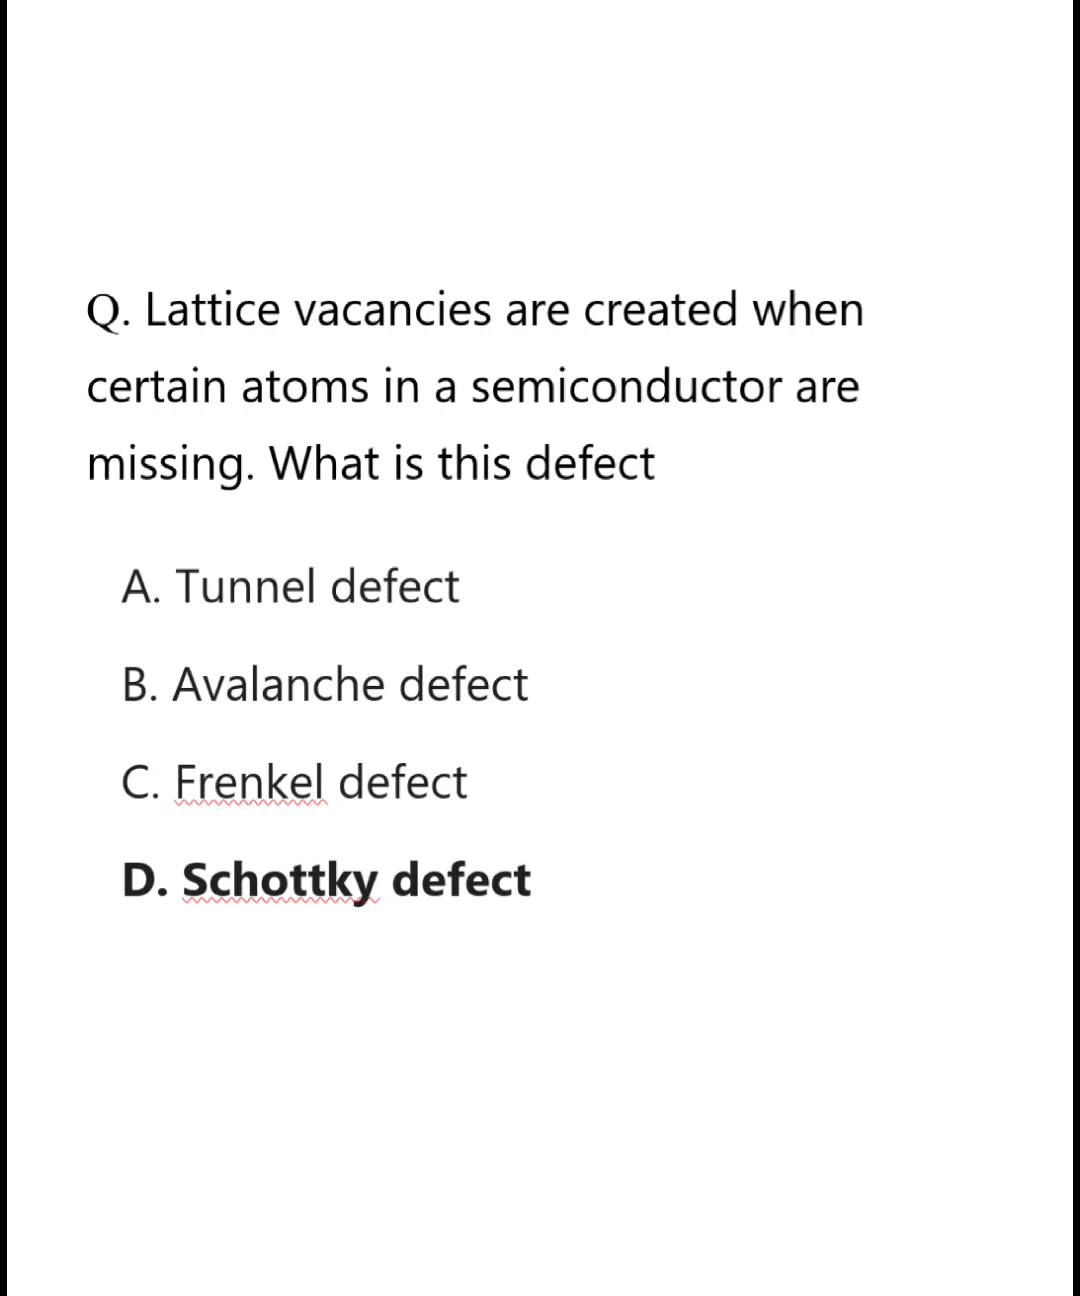 Q. Lattice vacancies are created when
certain atoms in a semiconductor are
missing. What is this defect
A. Tunnel defect
B. Avalanche defect
C. Frenkel defect
D. Schottky defect